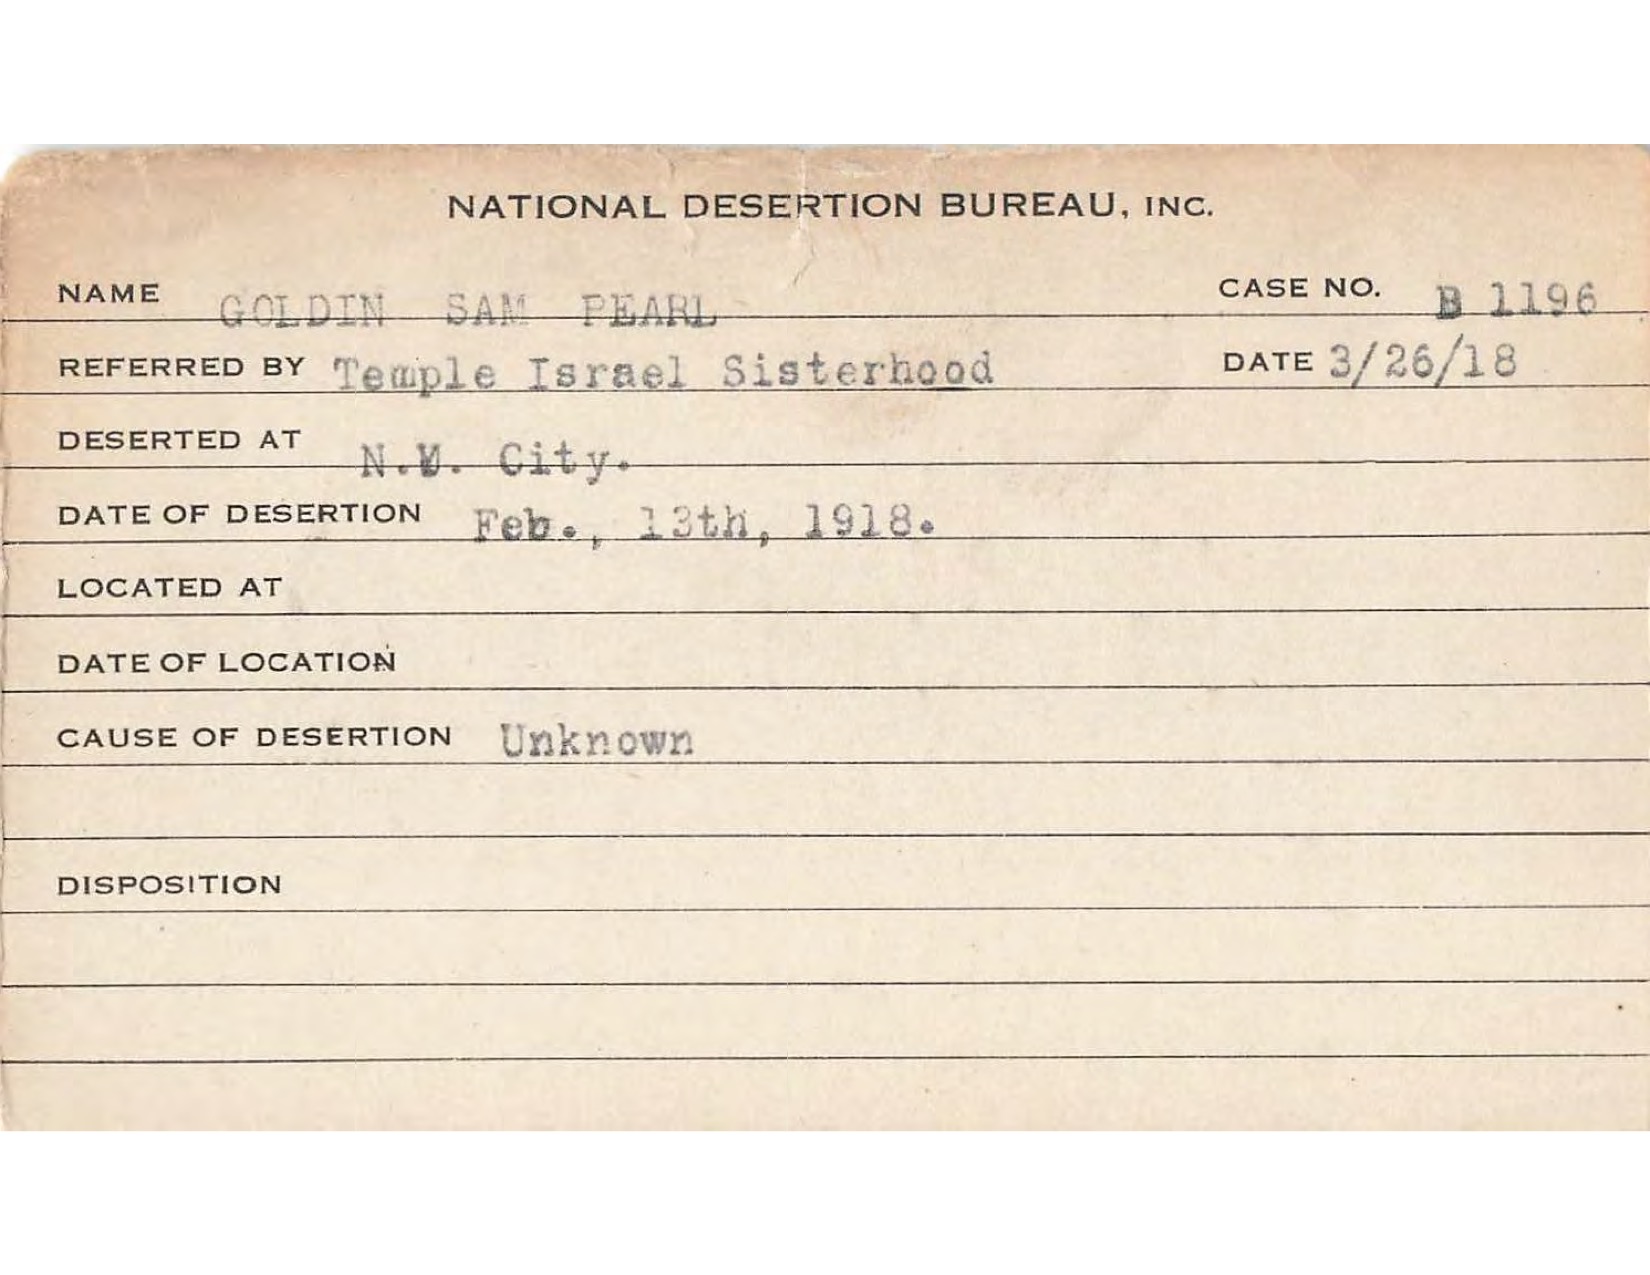 NATIONAL DESERTION BUREAU, INC.
NAME GOLDIN SAM PEARL CASE NO. B 1196
REFERRED BY Temple Israel Sisterhood DATE 3/26/18
DESERTED AT N.Y. City.
DATE OF DESERTION Feb., 13th, 1918.
LOCATED AT
DATE OF LOCATION
CAUSE OF DESERTION Unknown
DISPOSITION